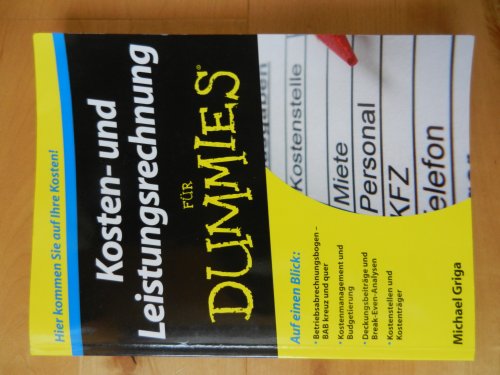 Hier kommen Sie auf Ihre Kosten!
Kosten- und
Leistungsrechnung
FÜR
DUMMIES®
Kostenstelle
Miete
Personal
KFZ
Auf einen Blick:
• Betriebsabrechnungsbogen –
BAB kreuz und quer
• Kostenmanagement und
Budgetierung
• Deckungsbeiträge und
Break-Even-Analysen
• Kostenstellen und
Kostenträger
Michael Griga